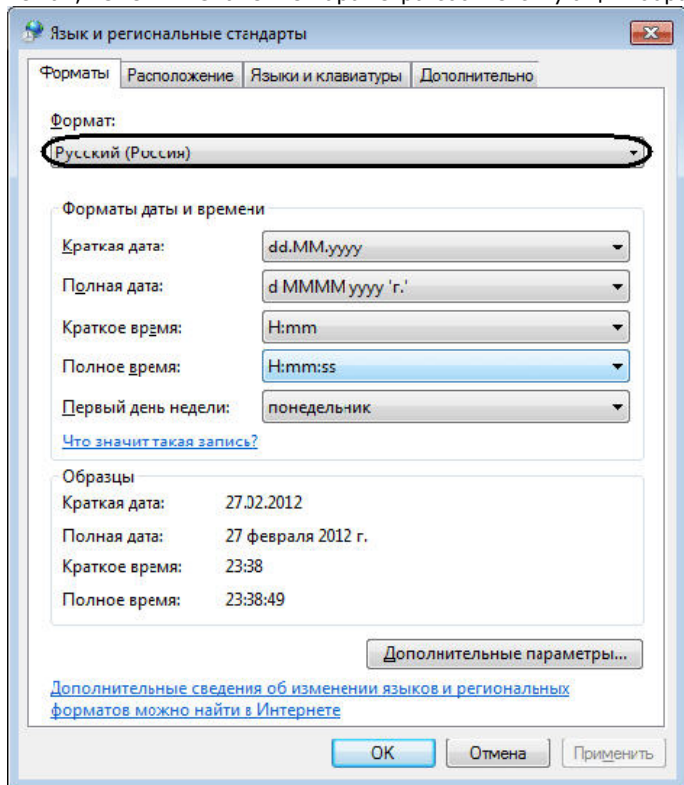 Язык и региональные стандарты
Форматы Расположение Языки и клавиатуры Дополнительно
Формат:
Русский (Россия)
Форматы даты и времени
Краткая дата: dd.MM.yyyy
Полная дата: d MMMM yyyy 'г.'
Краткое время: H:mm
Полное время: H:mm:ss
Первый день недели: понедельник
Что значит такая запись?
Образцы
Краткая дата: 27.02.2012
Полная дата: 27 февраля 2012 г.
Краткое время: 23:38
Полное время: 23:38:49
Дополнительные параметры...
Дополнительные сведения об изменении языков и региональных
форматов можно найти в Интернете
OK Отмена Применить